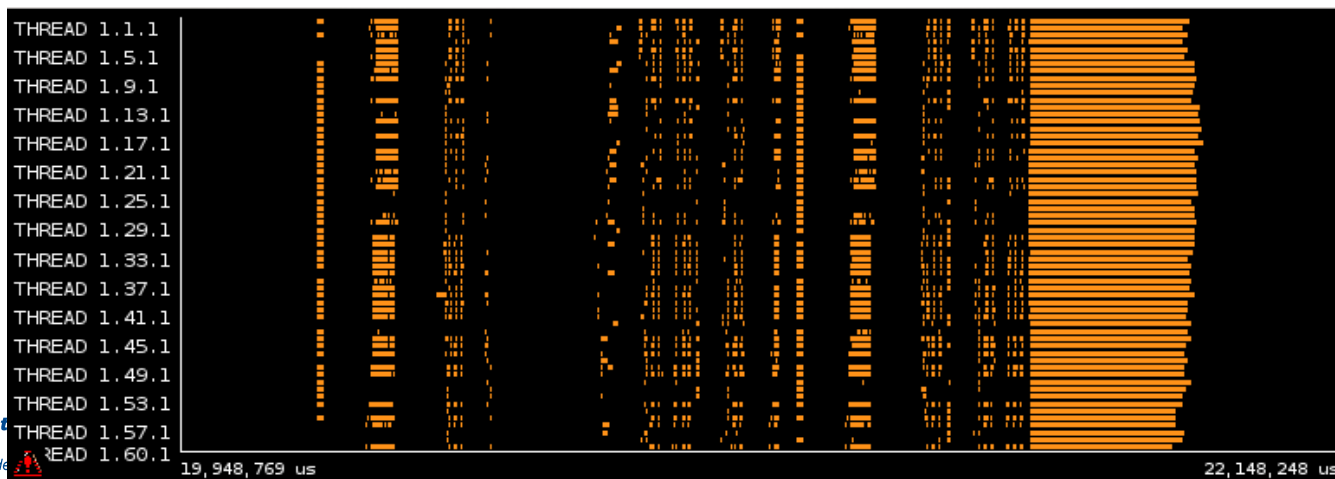 THREAD 1.1.1
THREAD 1.5.1
THREAD 1.9.1
THREAD 1.13.1
THREAD 1.17.1
THREAD 1.21.1
THREAD 1.25.1
THREAD 1.29.1
THREAD 1.33.1
THREAD 1.37.1
THREAD 1.41.1
THREAD 1.45.1
THREAD 1.49.1
THREAD 1.53.1
THREAD 1.57.1
READ 1.60.1
19,948,769 us
22,148,248 us